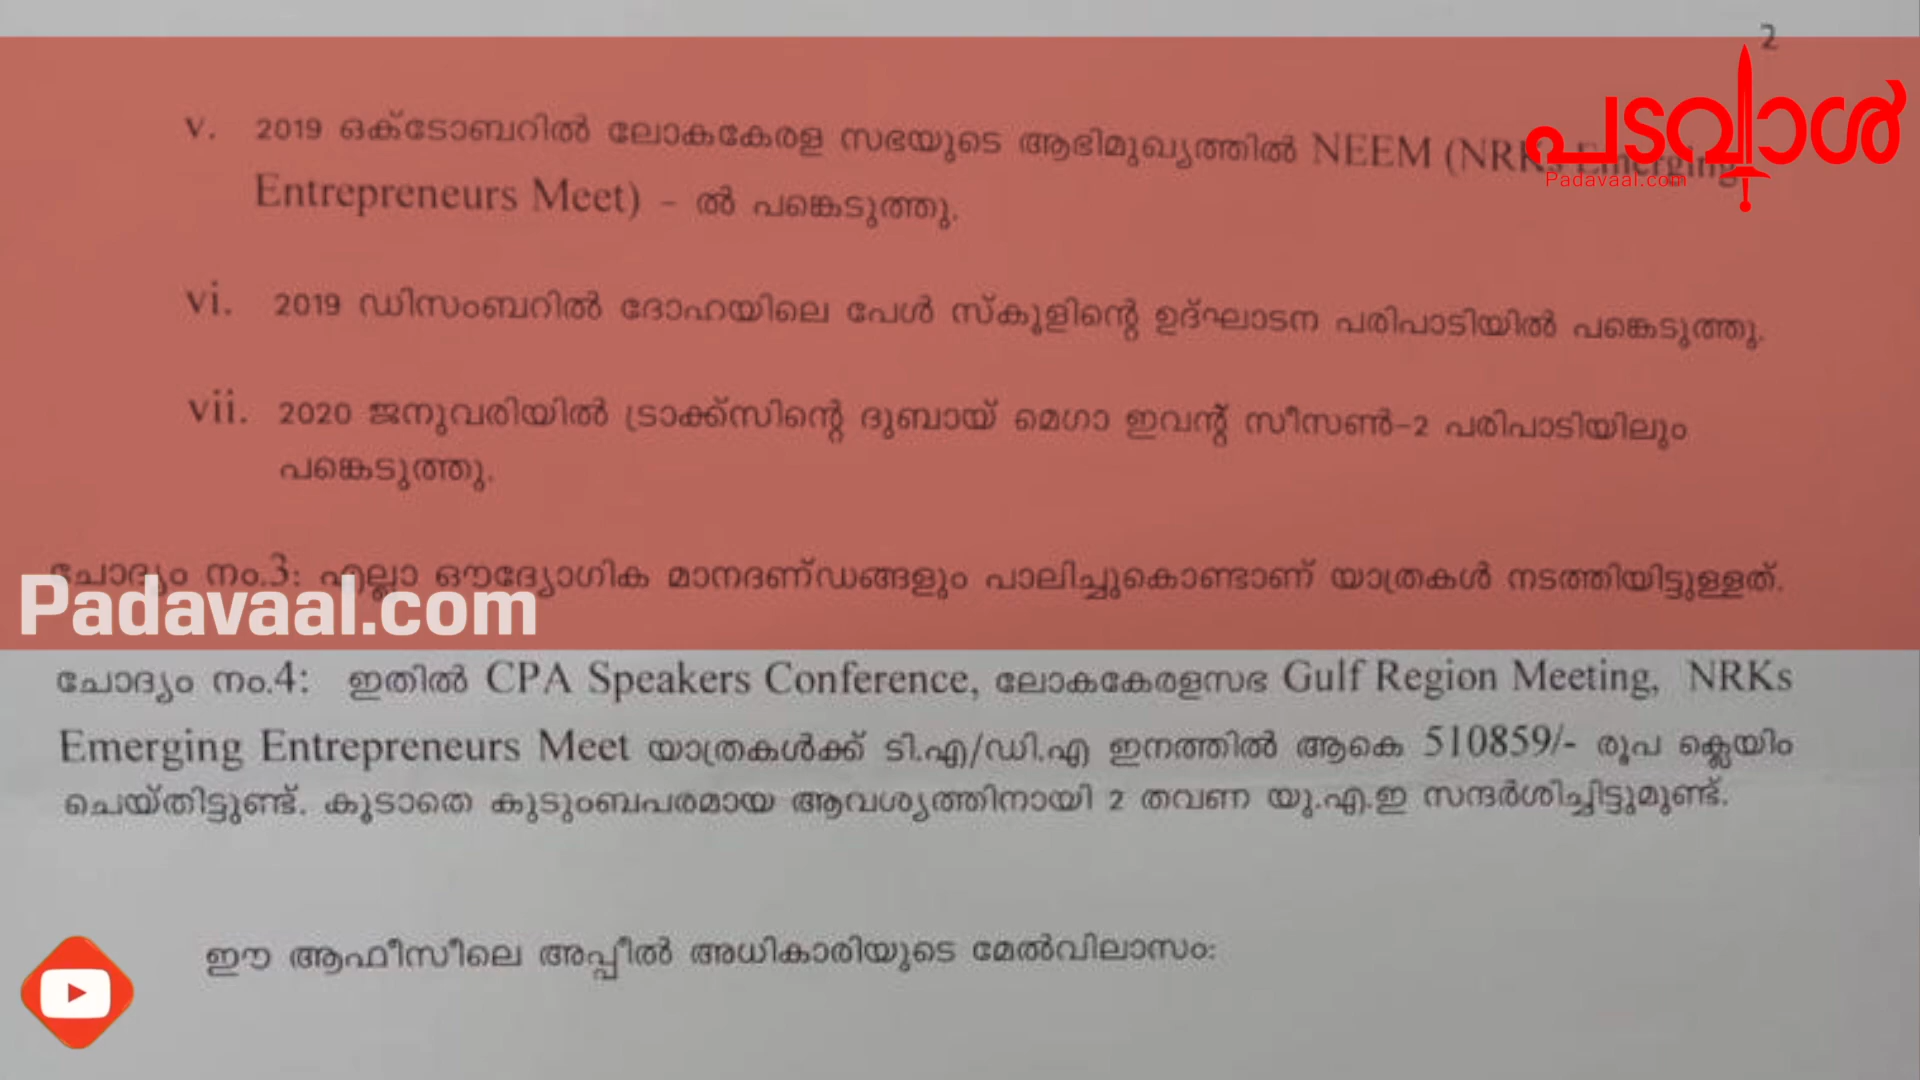 2
പടവാൾ
Padavaal.com
v. 2019 ഒക്ടോബറിൽ ലോകകേരള സഭയുടെ ആഭിമുഖ്യത്തിൽ NEEM (NRKs Emerging
Entrepreneurs Meet) - ൽ പങ്കെടുത്തു.
vi. 2019 ഡിസംബറിൽ ദോഹയിലെ പേൾ സ്കൂളിന്റെ ഉദ്ഘാടന പരിപാടിയിൽ പങ്കെടുത്തു.
vii. 2020 ജനുവരിയിൽ ട്രാക്ക്സിന്റെ ദുബായ് മെഗാ ഇവന്റ് സീസൺ-2 പരിപാടിയിലും
പങ്കെടുത്തു.
ചോദ്യം നം.3: എല്ലാ ഔദ്യോഗിക മാനദണ്ഡങ്ങളും പാലിച്ചുകൊണ്ടാണ് യാത്രകൾ നടത്തിയിട്ടുള്ളത്.
Padavaal.com
ചോദ്യം നം.4: ഇതിൽ CPA Speakers Conference, ലോകകേരളസഭ Gulf Region Meeting, NRKs
Emerging Entrepreneurs Meet യാത്രകൾക്ക് ടി.എ/ഡി.എ ഇനത്തിൽ ആകെ 510859/- രൂപ ക്ലെയിം
ചെയ്തിട്ടുണ്ട്. കൂടാതെ കുടുംബപരമായ ആവശ്യത്തിനായി 2 തവണ യു.എ.ഇ സന്ദർശിച്ചിട്ടുമുണ്ട്.
ഈ ആഫീസീലെ അപ്പീൽ അധികാരിയുടെ മേൽവിലാസം: